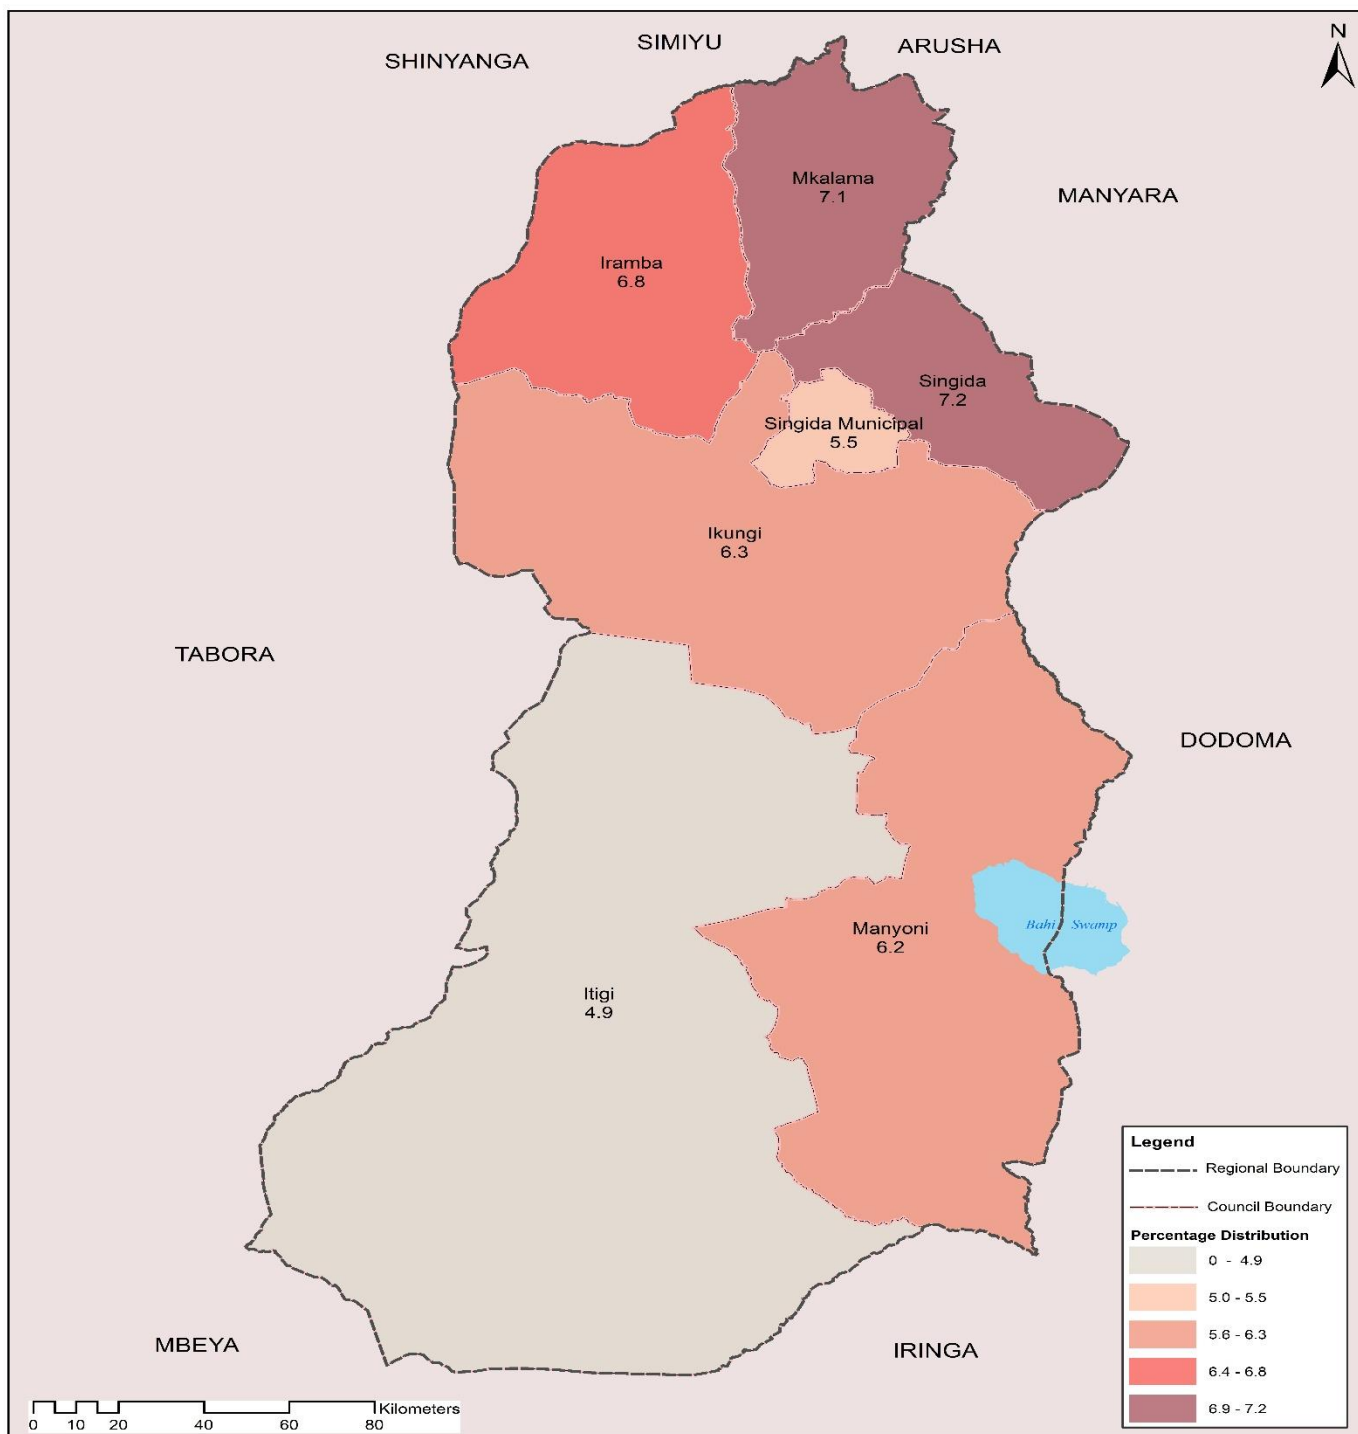 SIMIYU
ARUSHA
N
SHINYANGA
Mkalama
7.1
MANYARA
Iramba
6.8
Singida
7.2
Singida Municipal
5.5
Ikungi
6.3
TABORA
DODOMA
Bahi Swamp
Manyoni
6.2
Itigi
4.9
MBEYA
IRINGA
Legend
Regional Boundary
Council Boundary
Percentage Distribution
0 - 4.9
5.0 - 5.5
5.6 - 6.3
6.4 - 6.8
6.9 - 7.2
Kilometers
0 10 20 40 60 80